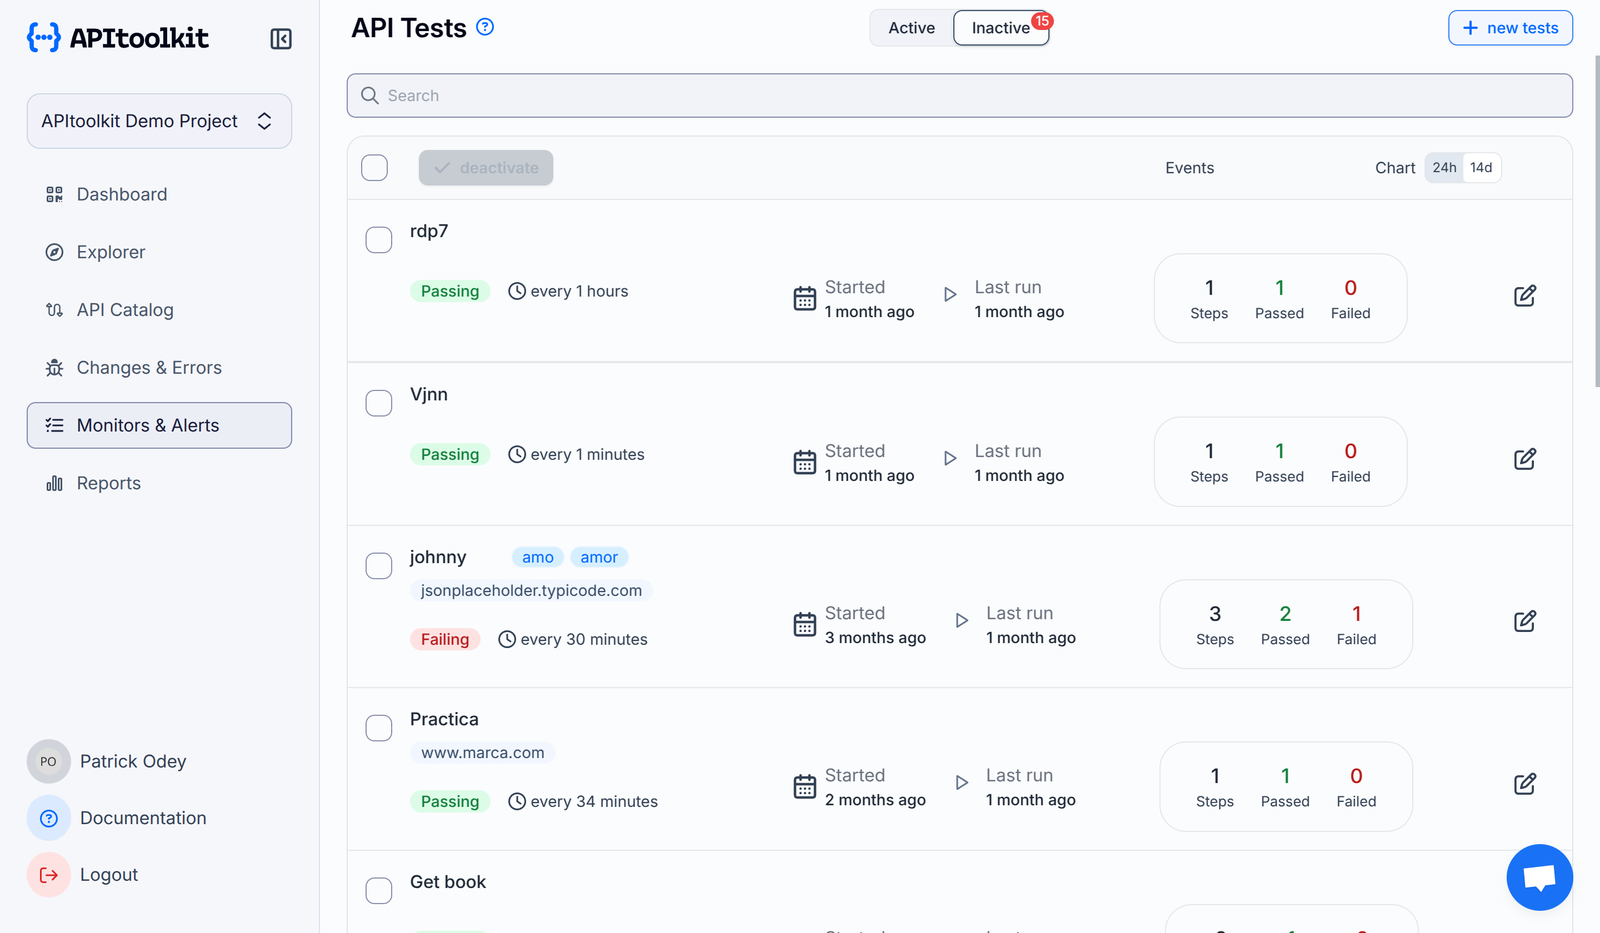 APItoolkit
APItoolkit Demo Project
Dashboard
Explorer
API Catalog
Changes & Errors
Monitors & Alerts
Reports
PO
Patrick Odey
Documentation
Logout
API Tests
Active
Inactive
15
+ new tests
Search
deactivate
Events
Chart
24h
14d
rdp7
Passing
every 1 hours
Started
1 month ago
Last run
1 month ago
1
Steps
1
Passed
0
Failed
Vjnn
Passing
every 1 minutes
Started
1 month ago
Last run
1 month ago
1
Steps
1
Passed
0
Failed
johnny
amo
amor
jsonplaceholder.typicode.com
Failing
every 30 minutes
Started
3 months ago
Last run
1 month ago
3
Steps
2
Passed
1
Failed
Practica
www.marca.com
Passing
every 34 minutes
Started
2 months ago
Last run
1 month ago
1
Steps
1
Passed
0
Failed
Get book